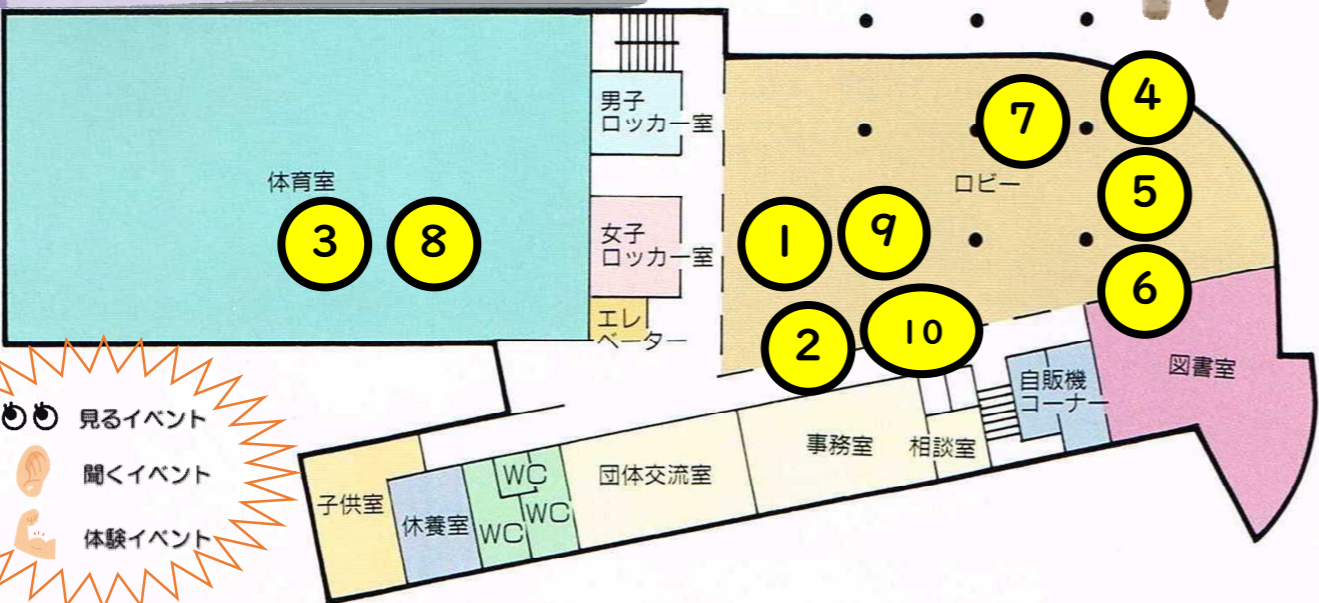 男子
ロッカー室
4
7
体育室
ロビー
5
3
8
女子
ロッカー室
1
9
6
エレ
ベーター
2
10
自販機
コーナー
図書室
見るイベント
聞くイベント
体験イベント
事務室
相談室
団体交流室
WC
WC
WC
子供室
休養室